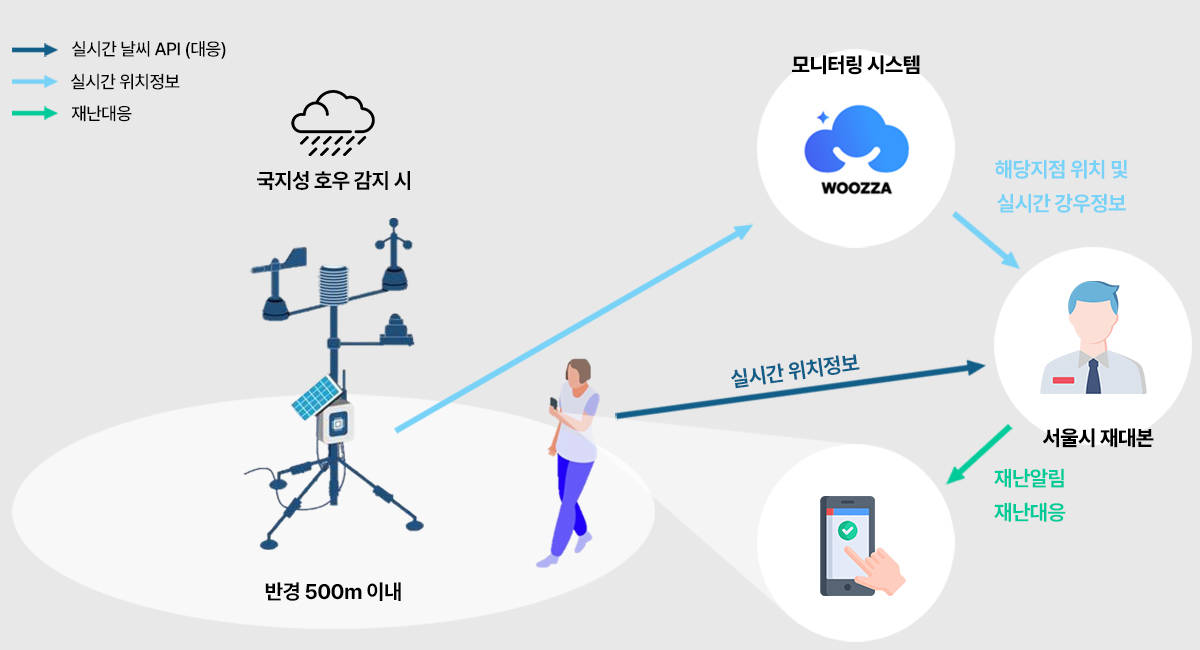 실시간 날씨 API (대응)
실시간 위치정보
재난대응
국지성 호우 감지 시
모니터링 시스템
WOOZZA
해당지점 위치 및
실시간 강우정보
실시간 위치정보
서울시 재대본
재난알림
재난대응
반경 500m 이내